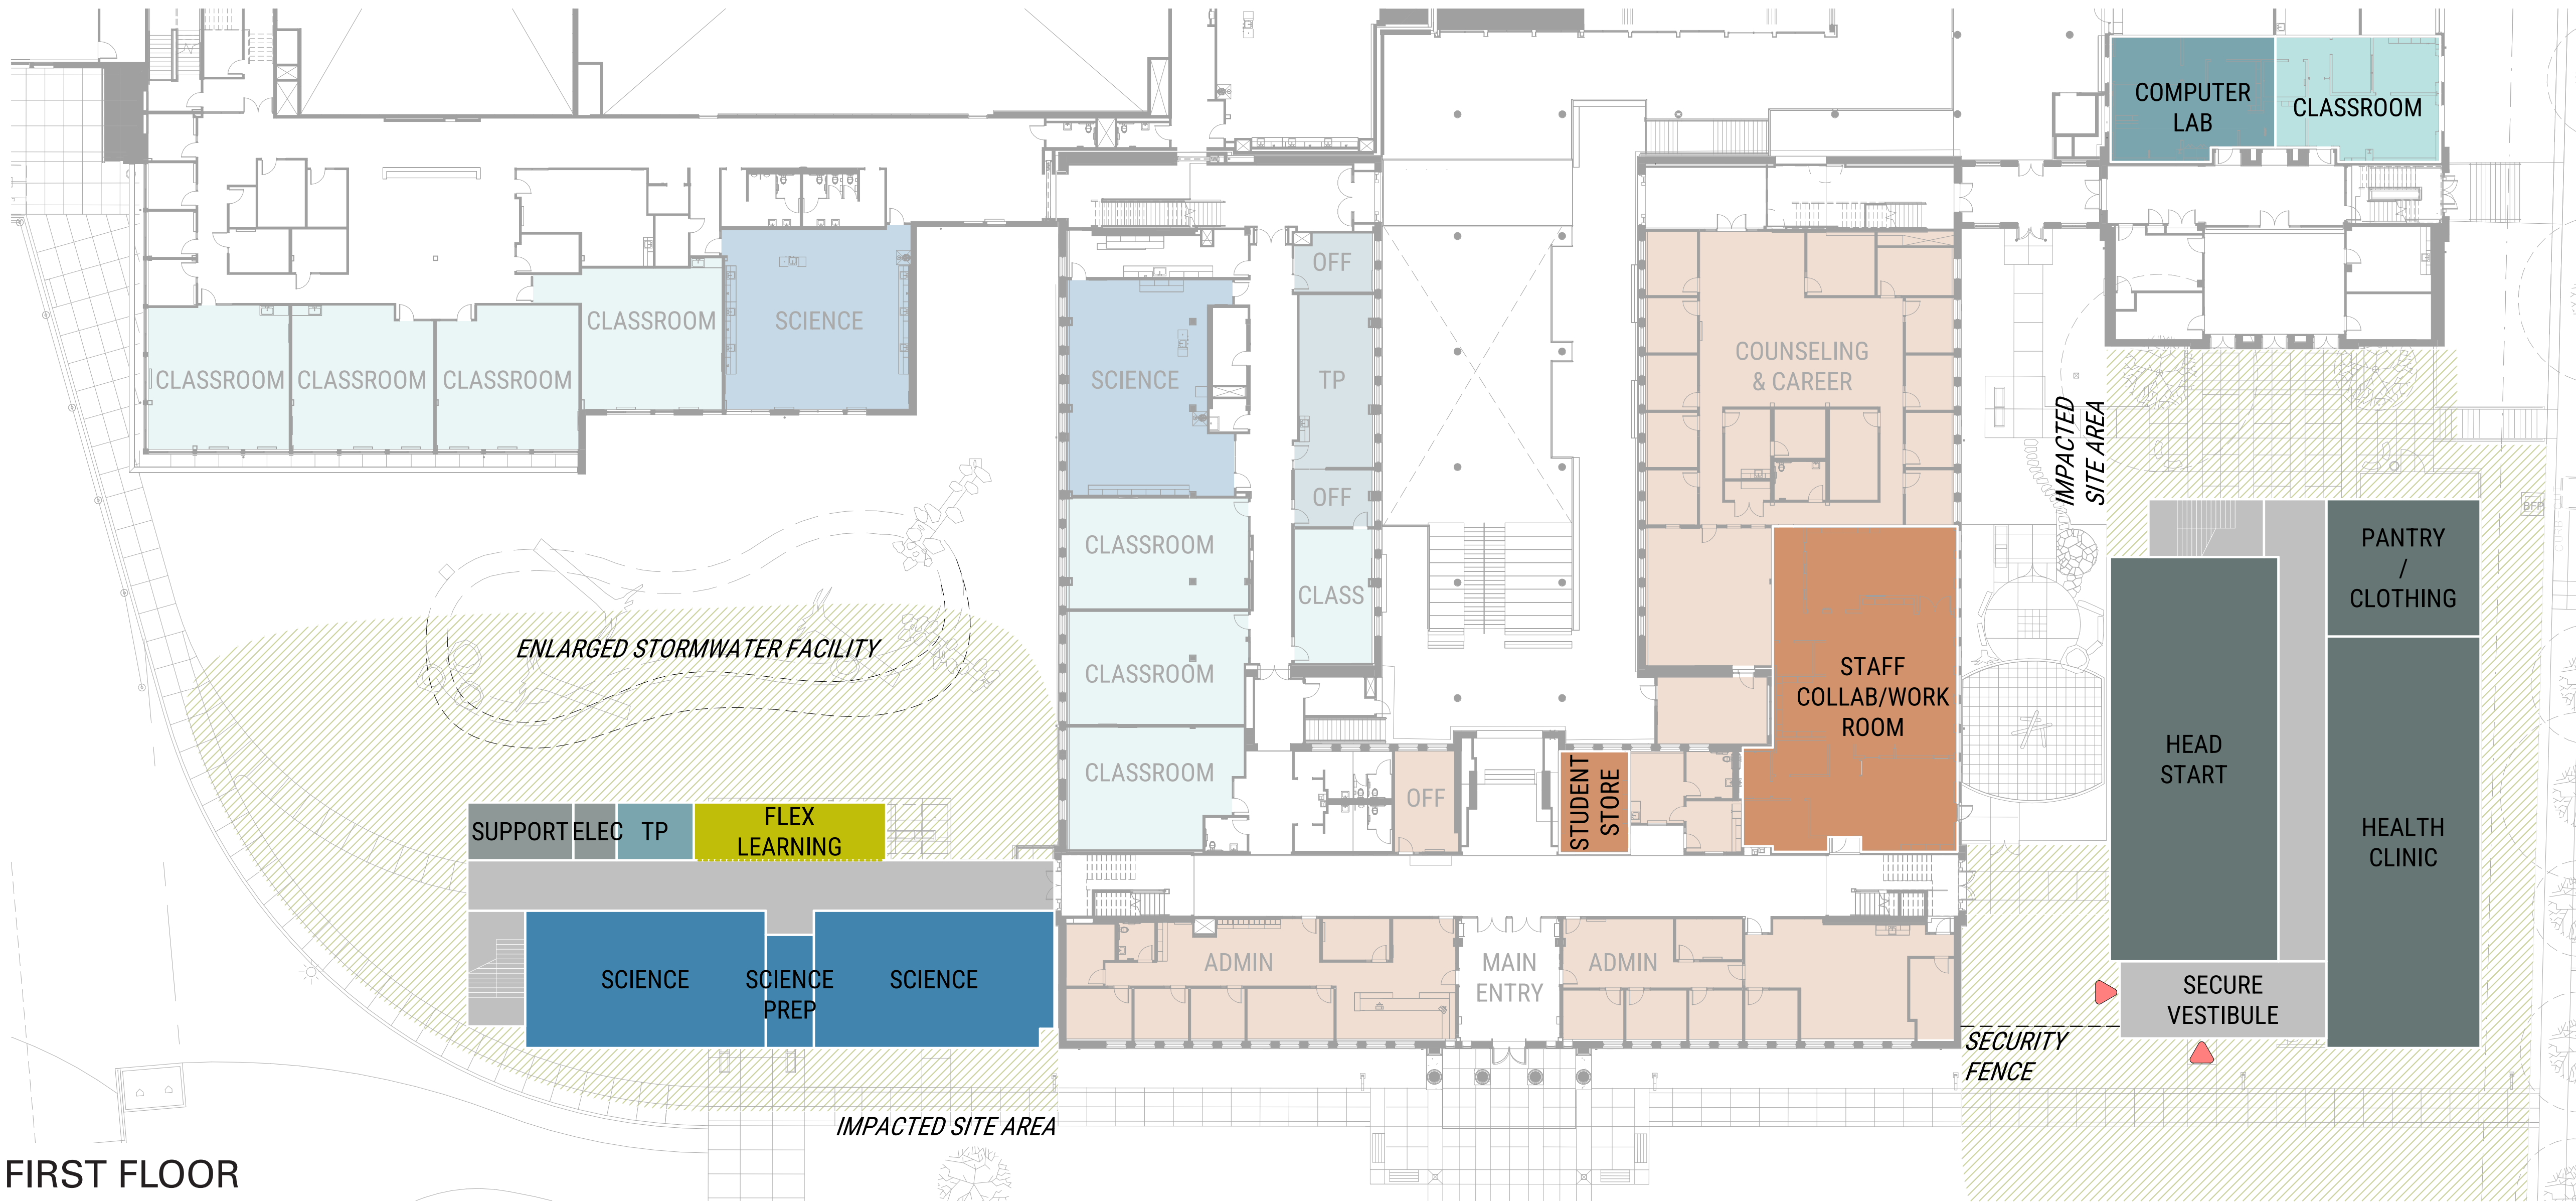 COMPUTER
LAB
CLASSROOM
OFF
CLASSROOM
SCIENCE
COUNSELING
& CAREER
CLASSROOM
CLASSROOM
CLASSROOM
SCIENCE
TP
IMPACTED
SITE AREA
OFF
CLASSROOM
CLASS
BFP
PANTRY
/
CLOTHING
ENLARGED STORMWATER FACILITY
CLASSROOM
STAFF
COLLAB/WORK
ROOM
HEAD
START
CLASSROOM
OFF
STUDENT
STORE
SUPPORT
ELEC
TP
FLEX
LEARNING
HEALTH
CLINIC
SCIENCE
SCIENCE
PREP
SCIENCE
ADMIN
MAIN
ENTRY
ADMIN
SECURE
VESTIBULE
SECURITY
FENCE
IMPACTED SITE AREA
FIRST FLOOR